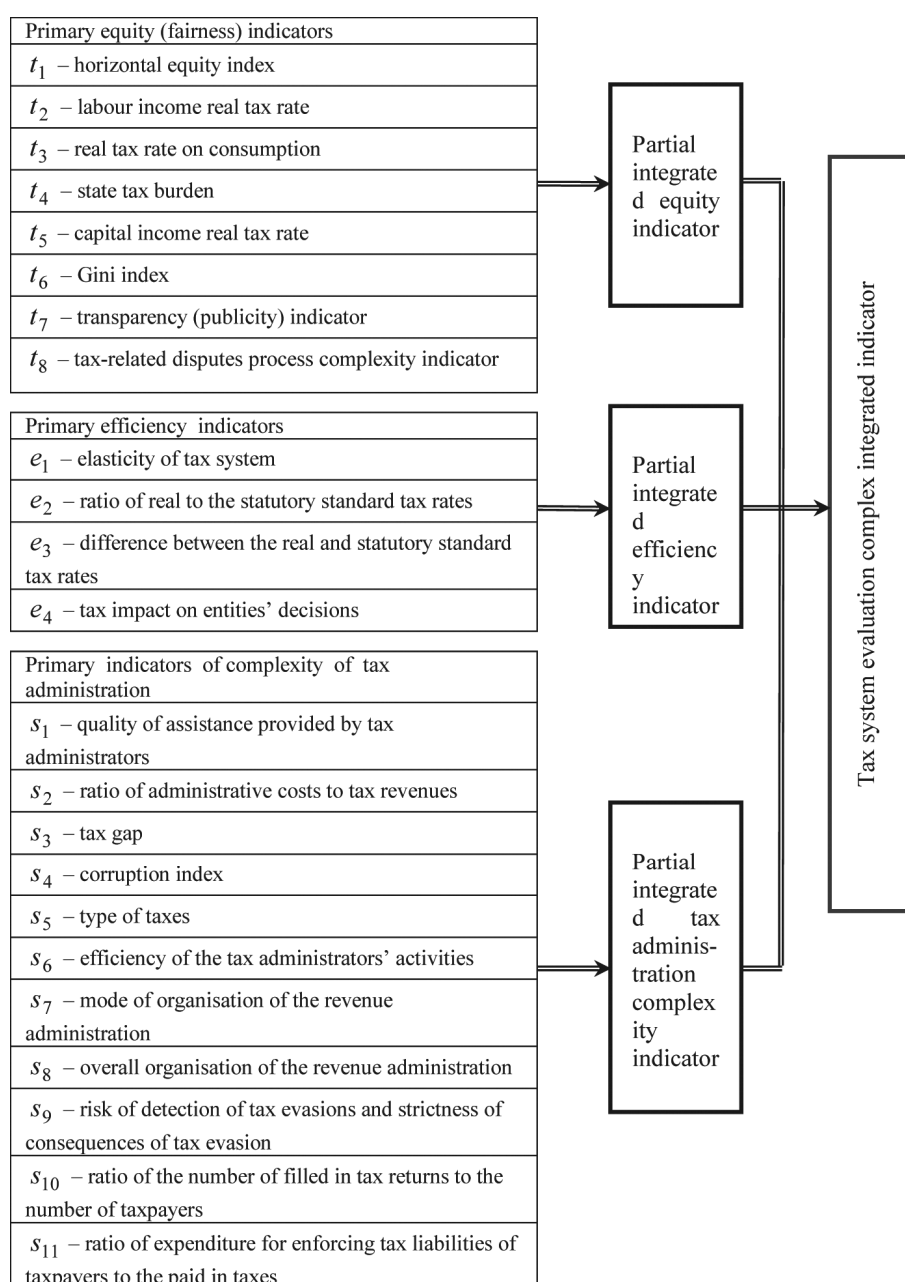 Primary equity (fairness) indicators
t1 – horizontal equity index
t2 – labour income real tax rate
t3 – real tax rate on consumption
t4 – state tax burden
t5 – capital income real tax rate
t6 – Gini index
t7 – transparency (publicity) indicator
t8 – tax-related disputes process complexity indicator
Partial
integrate
d equity
indicator
Primary efficiency indicators
e1 – elasticity of tax system
e2 – ratio of real to the statutory standard tax rates
e3 – difference between the real and statutory standard
tax rates
e4 – tax impact on entities’ decisions
Partial
integrate
d
efficienc
y
indicator
Primary indicators of complexity of tax
administration
s1 – quality of assistance provided by tax
administrators
s2 – ratio of administrative costs to tax revenues
s3 – tax gap
s4 – corruption index
s5 – type of taxes
s6 – efficiency of the tax administrators’ activities
s7 – mode of organisation of the revenue
administration
s8 – overall organisation of the revenue administration
s9 – risk of detection of tax evasions and strictness of
consequences of tax evasion
s10 – ratio of the number of filled in tax returns to the
number of taxpayers
s11 – ratio of expenditure for enforcing tax liabilities of
taxpayers to the paid in taxes
Partial
integrate
d tax
adminis-
tration
complex
ity
indicator
Tax system evaluation complex integrated indicator